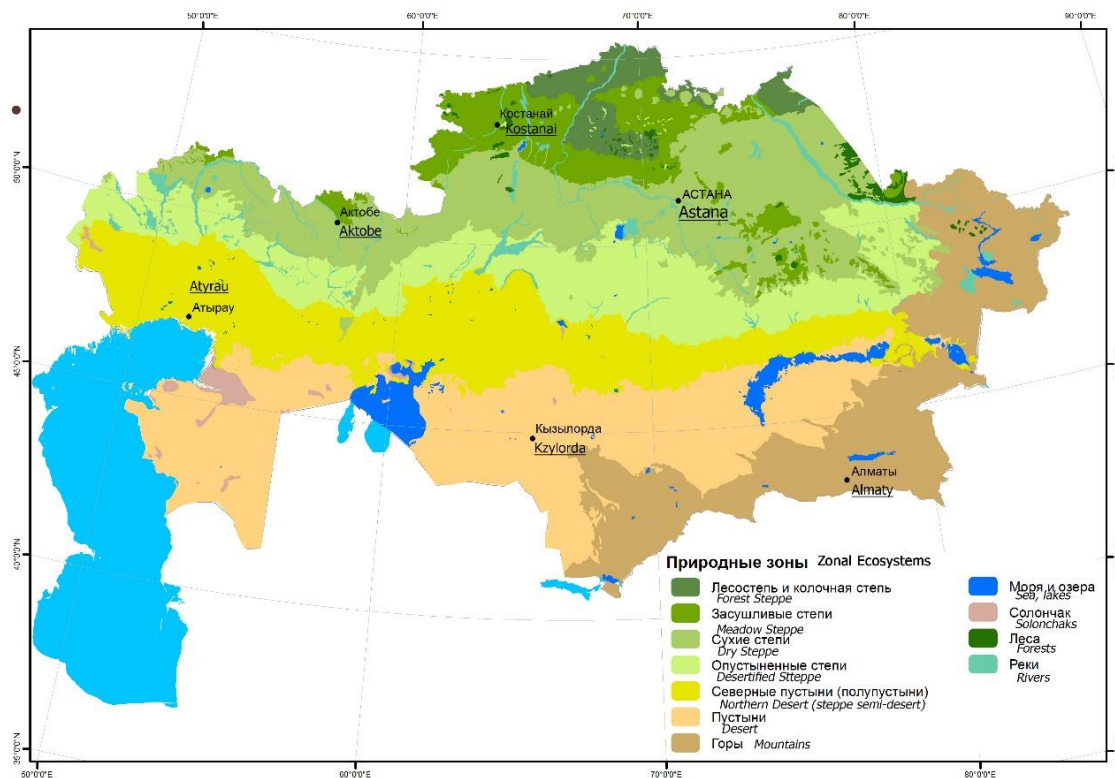 50°0'0"E
60°0'0"E
70°0'0"E
80°0'0"E
90°0'0"E
50°0'0"N
45°0'0"N
40°0'0"N
35°0'0"N
Костанай
Kostanai
АСТАНА
Astana
Актобе
Aktobe
Atyrau
Атырау
Кызылорда
Kzylorda
Алматы
Almaty
Природные зоны Zonal Ecosystems
Лесостепь и колочная степь
Forest Steppe
Засушливые степи
Meadow Steppe
Сухие степи
Dry Steppe
Опустыненные степи
Desertified Stteppe
Северные пустыни (полупустыни)
Northern Desert (steppe semi-desert)
Пустыни
Desert
Горы Mountains
Моря и озера
Sea, lakes
Солончак
Solonchaks
Леса
Forests
Реки
Rivers
50°0'0"E
60°0'0"E
70°0'0"E
80°0'0"E